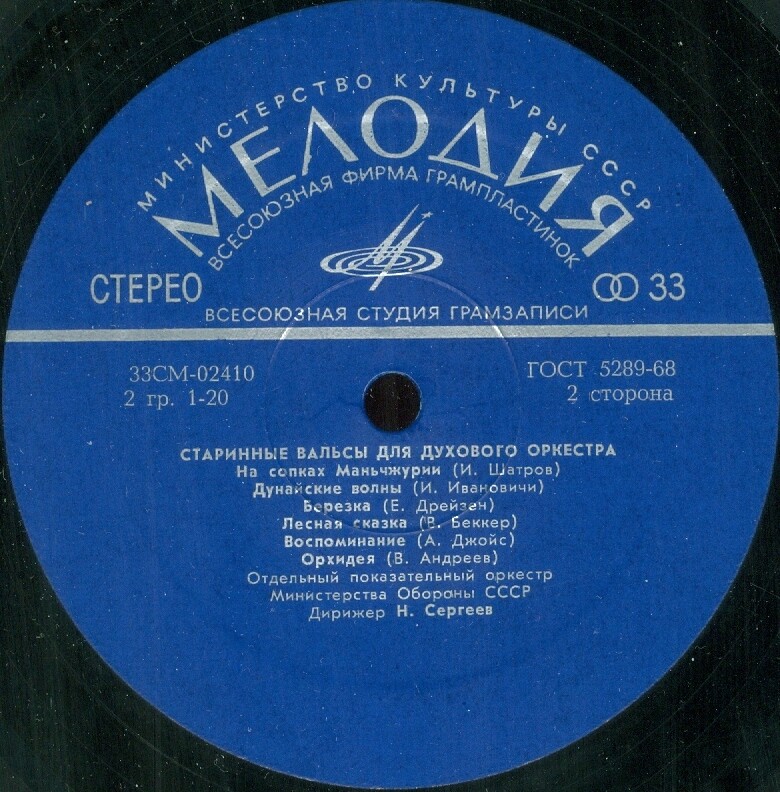 МИНИСТЕРСТВО КУЛЬТУРЫ СССР
МЕЛОДИЯ
ВСЕСОЮЗНАЯ ФИРМА ГРАМПЛАСТИНОК
СТЕРЕО
33
ВСЕСОЮЗНАЯ СТУДИЯ ГРАМЗАПИСИ
33СМ-02410
ГОСТ 5289-68
2 гр. 1-20
2 сторона
СТАРИННЫЕ ВАЛЬСЫ ДЛЯ ДУХОВОГО ОРКЕСТРА
На сопках Маньчжурии (И. Шатров)
Дунайские волны (И. Ивановичи)
Березка (Е. Дрейзен)
Лесная сказка (В. Беккер)
Воспоминание (А. Джойс)
Орхидея (В. Андреев)
Отдельный показательный оркестр
Министерства Обороны СССР
Дирижер Н. Сергеев